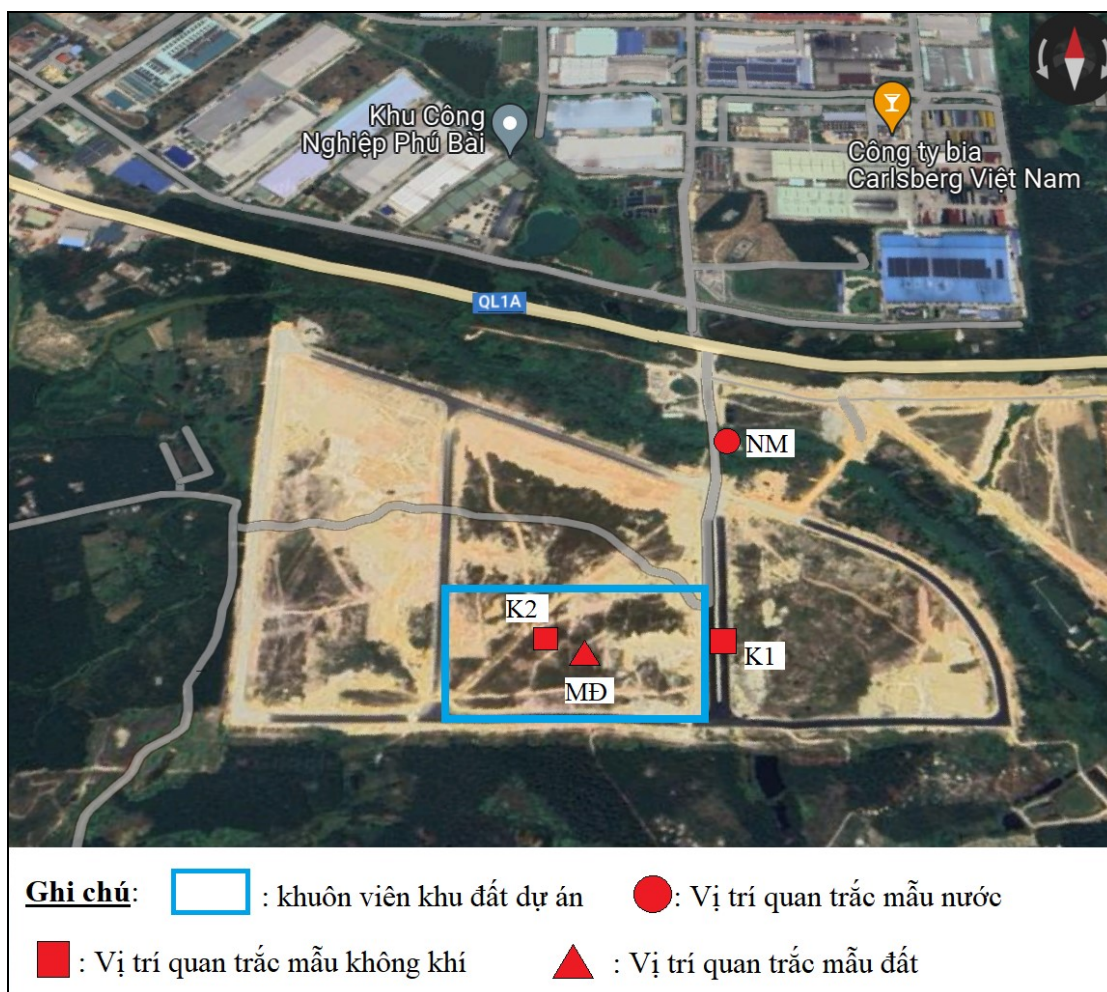 Khu Công
Nghiệp Phú Bài
Công ty bia
Carlsberg Việt Nam
QL1A
NM
K2
K1
MĐ
Ghi chú:
: khuôn viên khu đất dự án
: Vị trí quan trắc mẫu nước
: Vị trí quan trắc mẫu không khí
: Vị trí quan trắc mẫu đất